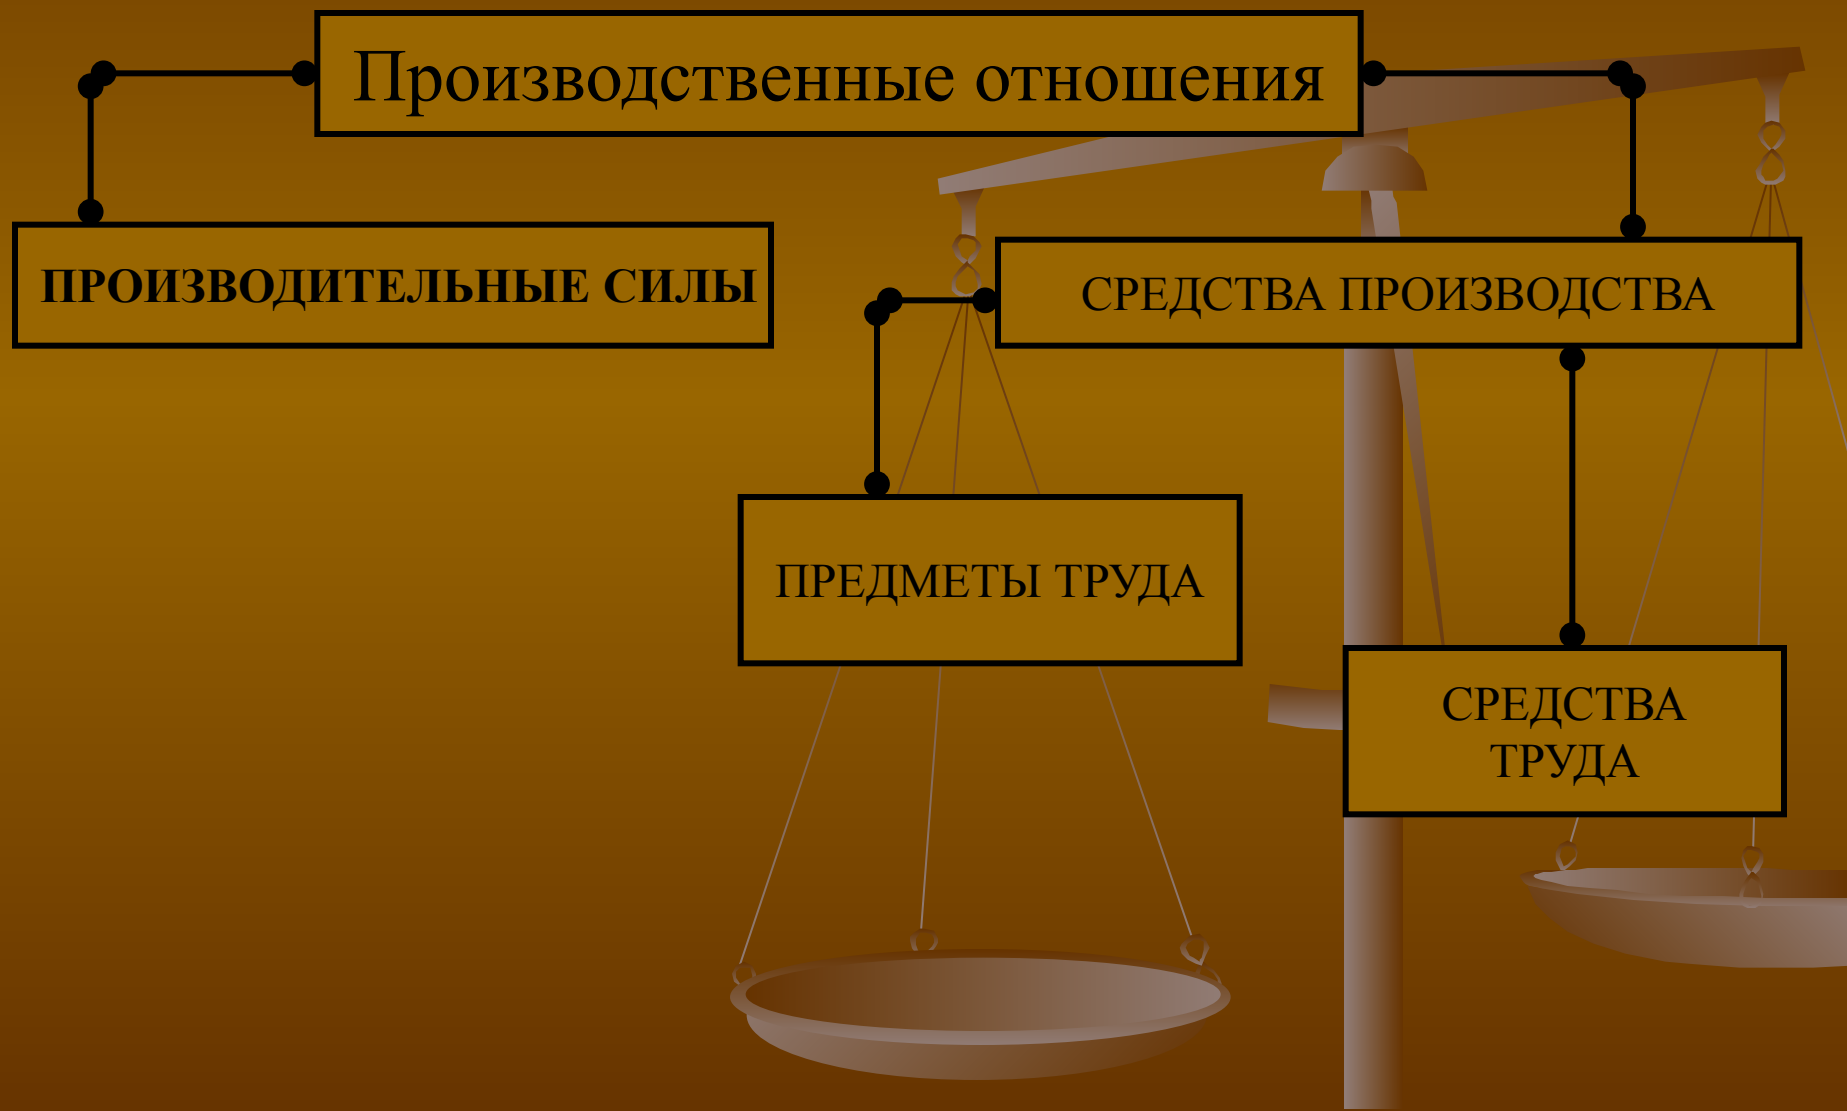 Производственные отношения
ПРОИЗВОДИТЕЛЬНЫЕ СИЛЫ
СРЕДСТВА ПРОИЗВОДСТВА
ПРЕДМЕТЫ ТРУДА
СРЕДСТВА
ТРУДА